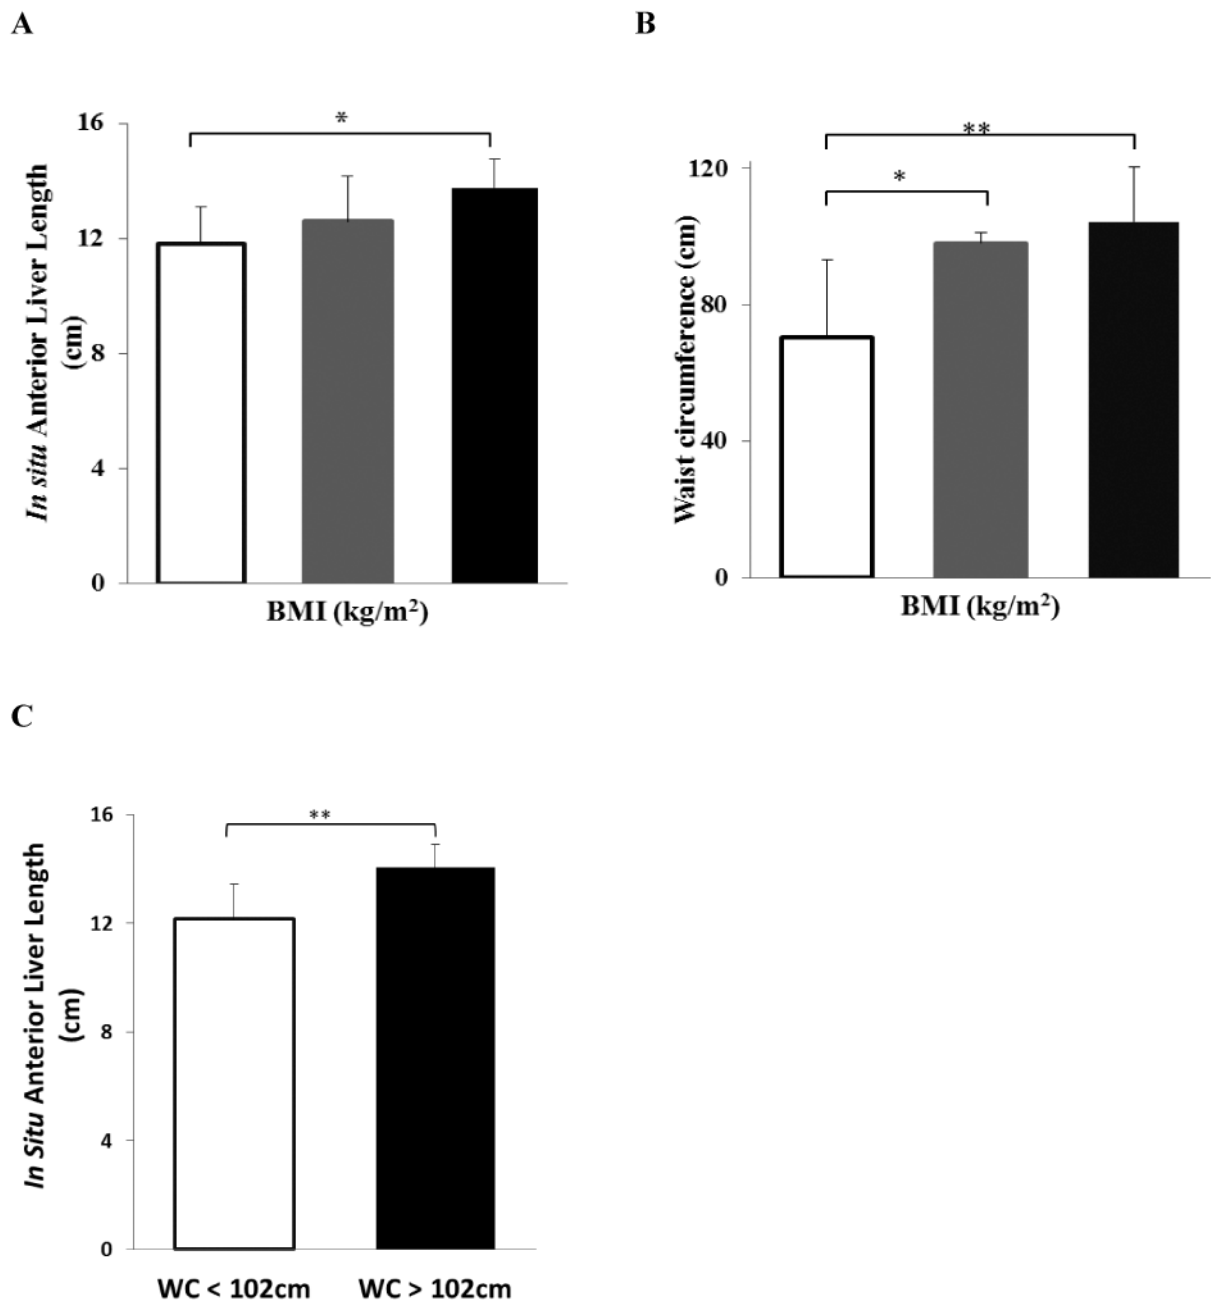 A
16
12
8
4
0
In situ Anterior Liver Length
(cm)
*
BMI (kg/m²)
B
120
80
40
0
Waist circumference (cm)
*
**
BMI (kg/m²)
C
16
12
8
4
0
In Situ Anterior Liver Length
(cm)
**
WC < 102cm
WC > 102cm